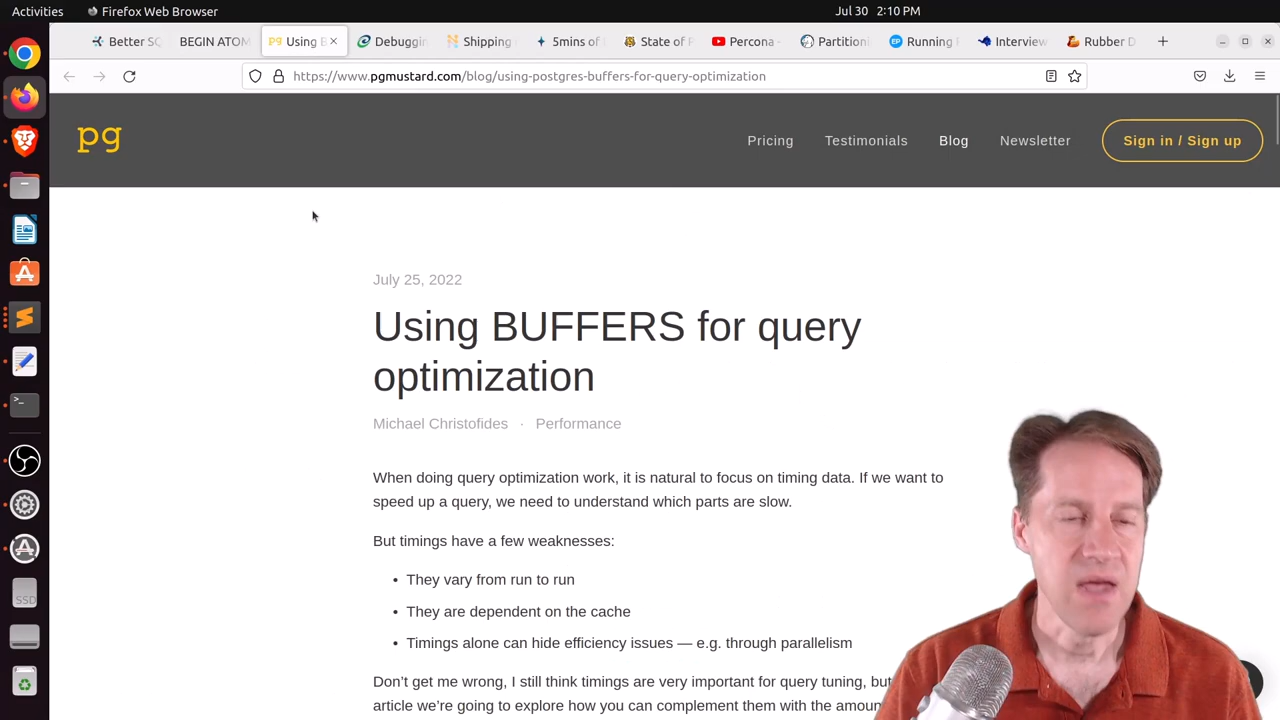 Activities
Firefox Web Browser
Jul 30 2:10 PM
Better SQ
BEGIN ATOM
pg Using B
Debuggin
Shipping
5mins of
State of P
Percona -
Partition
EP Running P
Interview
Rubber D
https://www.pgmustard.com/blog/using-postgres-buffers-for-query-optimization
pg
Pricing
Testimonials
Blog
Newsletter
Sign in / Sign up
July 25, 2022
Using BUFFERS for query
optimization
Michael Christofides · Performance
When doing query optimization work, it is natural to focus on timing data. If we want to
speed up a query, we need to understand which parts are slow.
But timings have a few weaknesses:
• They vary from run to run
• They are dependent on the cache
• Timings alone can hide efficiency issues — e.g. through parallelism
Don’t get me wrong, I still think timings are very important for query tuning, but
article we’re going to explore how you can complement them with the amoun
SSD